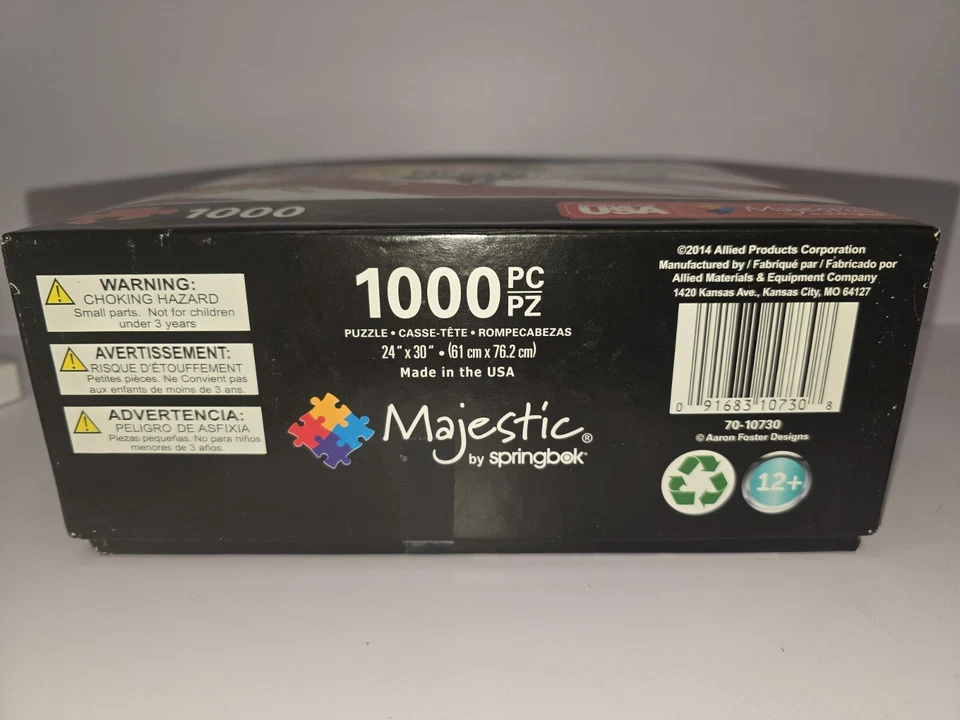 1000
USA
Majestic
WARNING:
CHOKING HAZARD
Small parts. Not for children
under 3 years
AVERTISSEMENT:
RISQUE D'ÉTOUFFEMENT
Petites pièces. Ne Convient pas
aux enfants de moins de 3 ans.
ADVERTENCIA:
PELIGRO DE ASFIXIA
Piezas pequeñas. No para niños
menores de 3 años.
1000 PC
PZ
PUZZLE • CASSE-TÊTE • ROMPECABEZAS
24" x 30" • (61 cm x 76.2 cm)
Made in the USA
Majestic®
by springbok®
©2014 Allied Products Corporation
Manufactured by / Fabriqué par / Fabricado por
Allied Materials & Equipment Company
1420 Kansas Ave., Kansas City, MO 64127
0 91683 10730 8
70-10730
© Aaron Foster Designs
12+